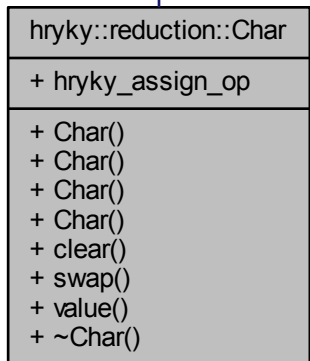 hryky::reduction::Char
+ hryky_assign_op
+ Char()
+ Char()
+ Char()
+ Char()
+ clear()
+ swap()
+ value()
+ ~Char()